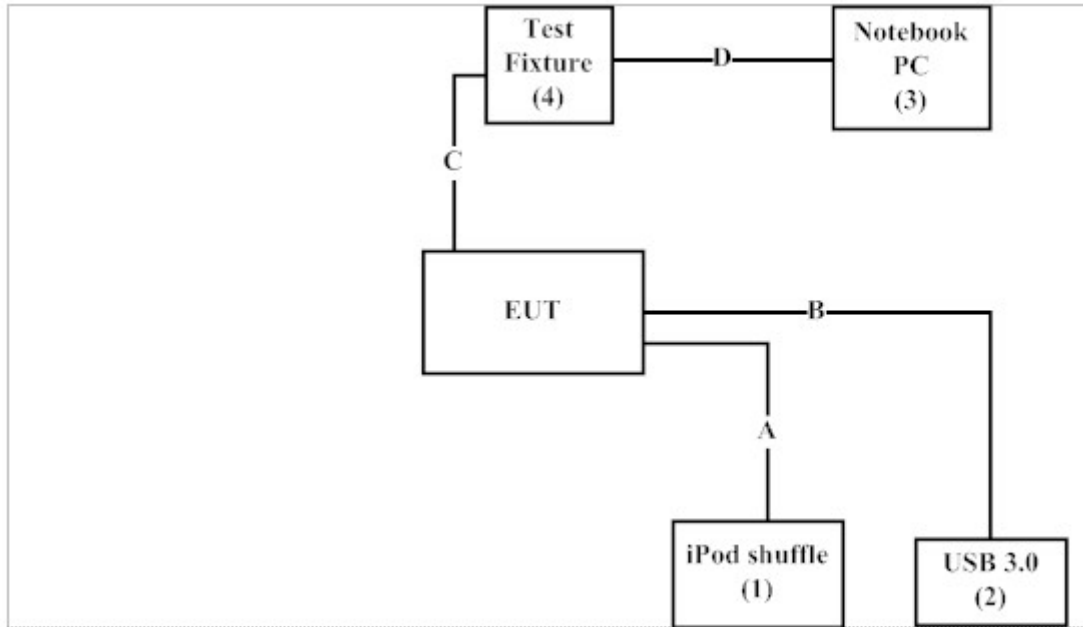 Test
Fixture
(4)
D
Notebook
PC
(3)
C
EUT
B
A
iPod shuffle
(1)
USB 3.0
(2)